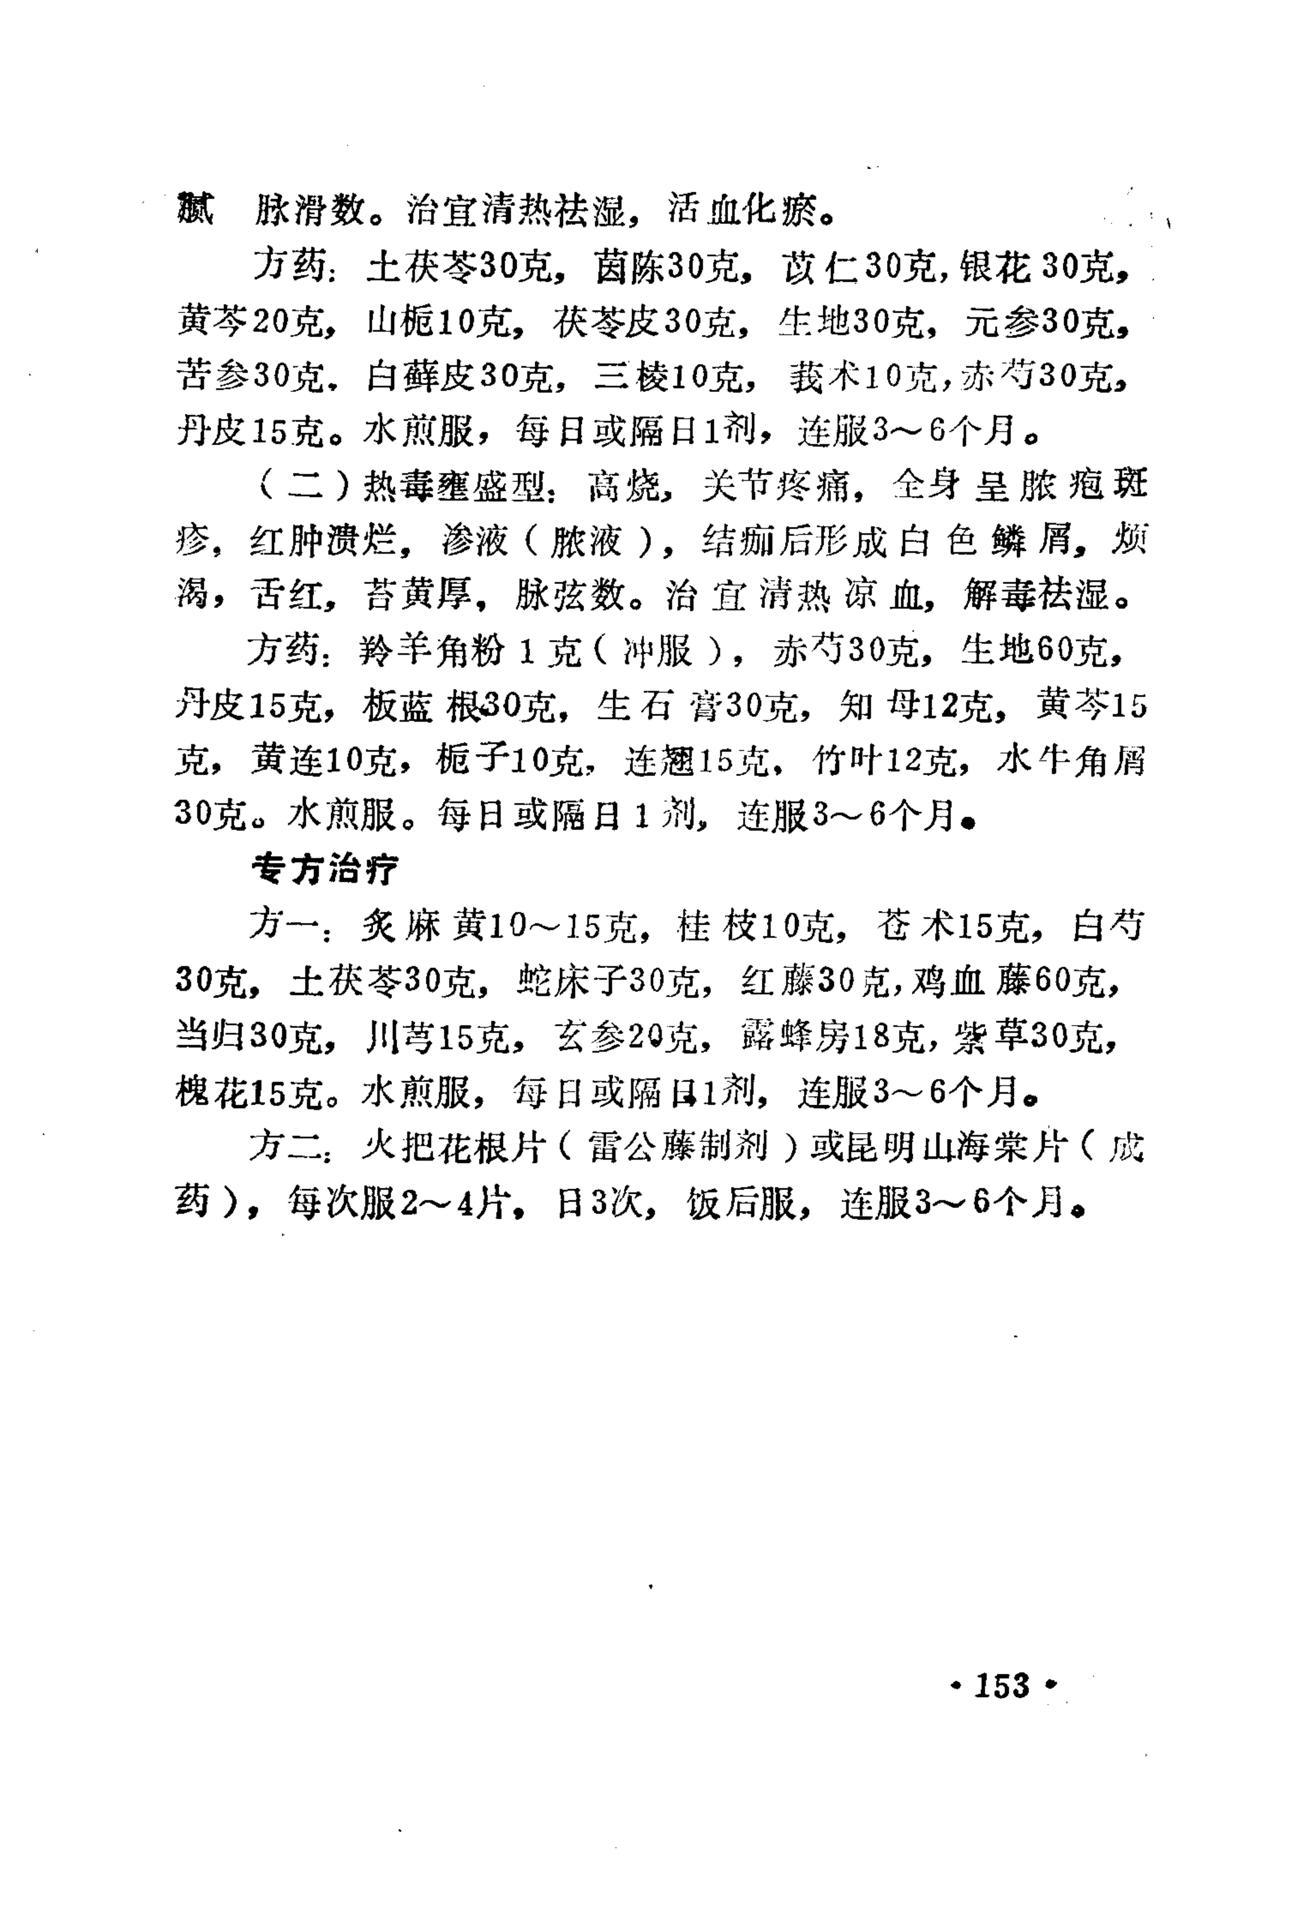 腻　脉滑数。治宜清热祛湿，活血化瘀。
方药：土茯苓30克，茵陈30克，苡仁30克，银花30克，
黄芩20克，山栀10克，茯苓皮30克，生地30克，元参30克，
苦参30克．白藓皮30克，三棱10克，莪术10克，赤芍30克，
丹皮15克。水煎服，每日或隔日1剂，连服3～6个月。
（二）热毒壅盛型：高烧，关节疼痛，全身呈脓疱斑
疹，红肿溃烂，渗液（脓液），结痂后形成白色鳞屑，烦
渴，舌红，苔黄厚，脉弦数。治宜清热凉血，解毒祛湿。
方药：羚羊角粉1克（冲服），赤芍30克，生地60克，
丹皮15克，板蓝根30克，生石膏30克，知母12克，黄芩15
克，黄连10克，栀子10克，连翘15克，竹叶12克，水牛角屑
30克。水煎服。每日或隔日1剂，连服3～6个月。
专方治疗
方一：炙麻黄10～15克，桂枝10克，苍术15克，白芍
30克，土茯苓30克，蛇床子30克，红藤30克，鸡血藤60克，
当归30克，川芎15克，玄参20克，露蜂房18克，紫草30克，
槐花15克。水煎服，每日或隔日1剂，连服3～6个月。
方二：火把花根片（雷公藤制剂）或昆明山海棠片（成
药），每次服2～4片，日3次，饭后服，连服3～6个月。
·153·